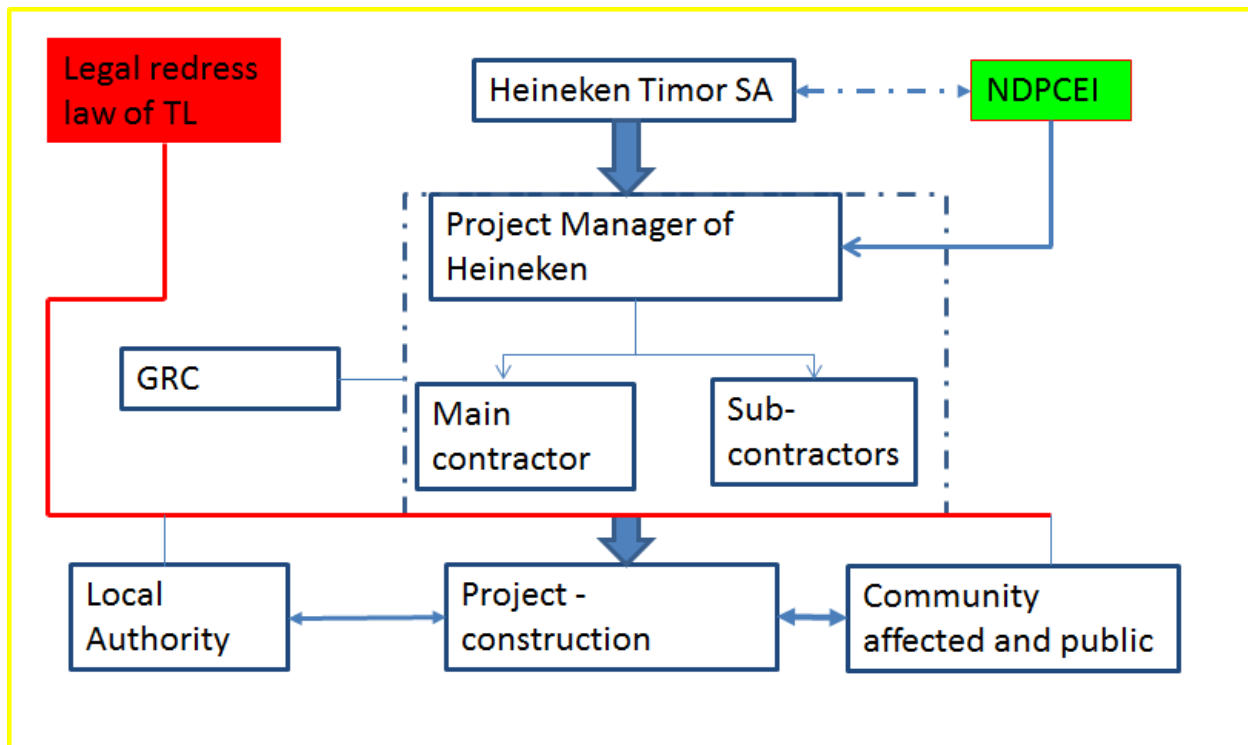 Legal redress
law of TL
Heineken Timor SA
NDPCEI
Project Manager of
Heineken
GRC
Main
contractor
Sub-
contractors
Local
Authority
Project -
construction
Community
affected and public